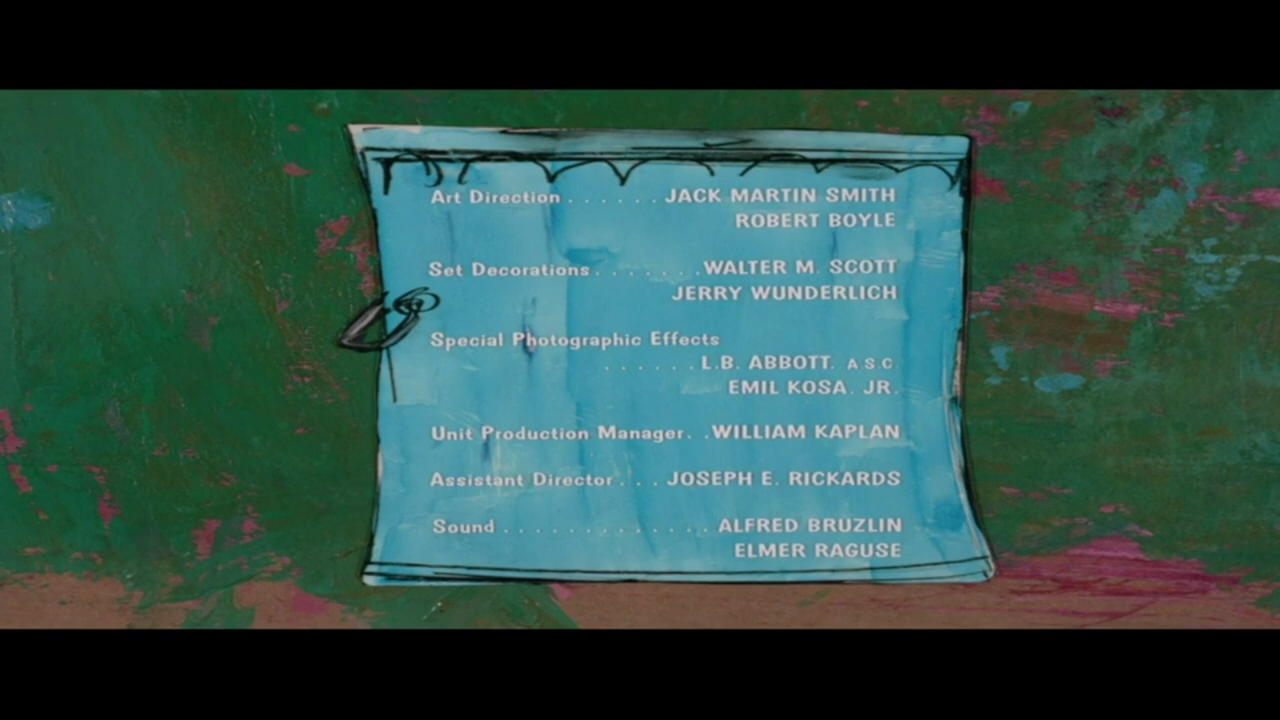 Art Direction . . . . . . JACK MARTIN SMITH
ROBERT BOYLE
Set Decorations . . . . . . . WALTER M. SCOTT
JERRY WUNDERLICH
Special Photographic Effects
. . . . . . L.B. ABBOTT. A S C
EMIL KOSA. JR.
Unit Production Manager. . WILLIAM KAPLAN
Assistant Director . . . JOSEPH E. RICKARDS
Sound . . . . . . . . . . . . . ALFRED BRUZLIN
ELMER RAGUSE